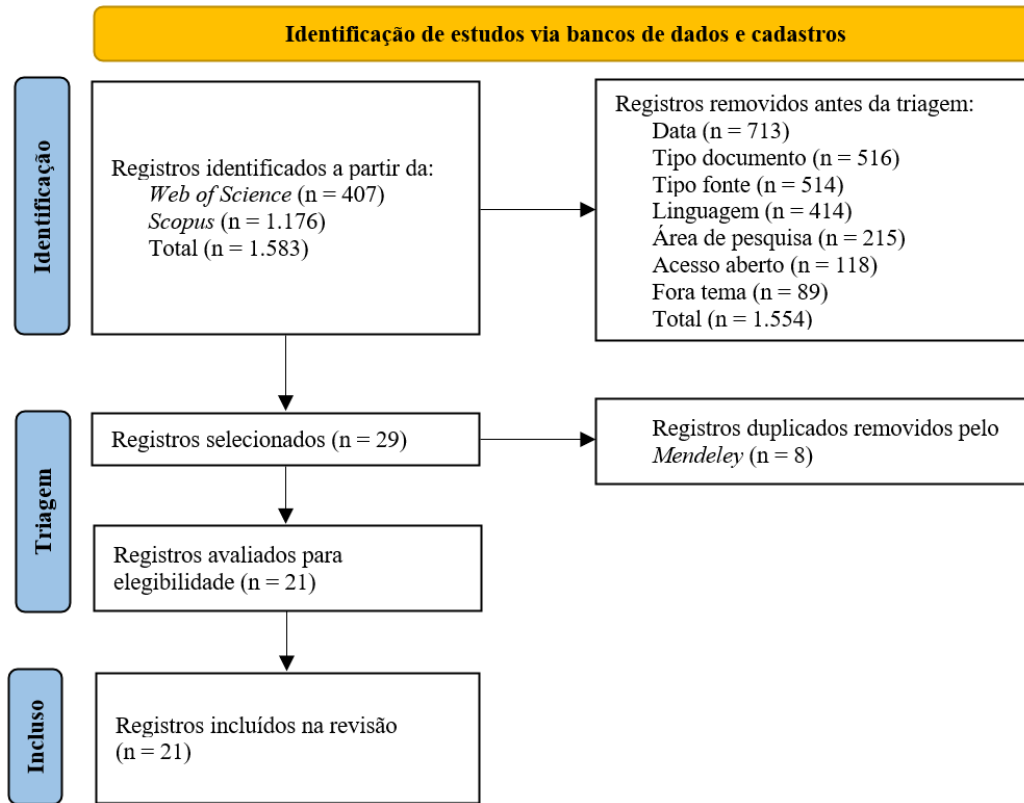 Identificação de estudos via bancos de dados e cadastros
Identificação
Registros identificados a partir da:
Web of Science (n = 407)
Scopus (n = 1.176)
Total (n = 1.583)
Registros removidos antes da triagem:
Data (n = 713)
Tipo documento (n = 516)
Tipo fonte (n = 514)
Linguagem (n = 414)
Área de pesquisa (n = 215)
Acesso aberto (n = 118)
Fora tema (n = 89)
Total (n = 1.554)
Triagem
Registros selecionados (n = 29)
Registros duplicados removidos pelo
Mendeley (n = 8)
Registros avaliados para
elegibilidade (n = 21)
Incluso
Registros incluídos na revisão
(n = 21)